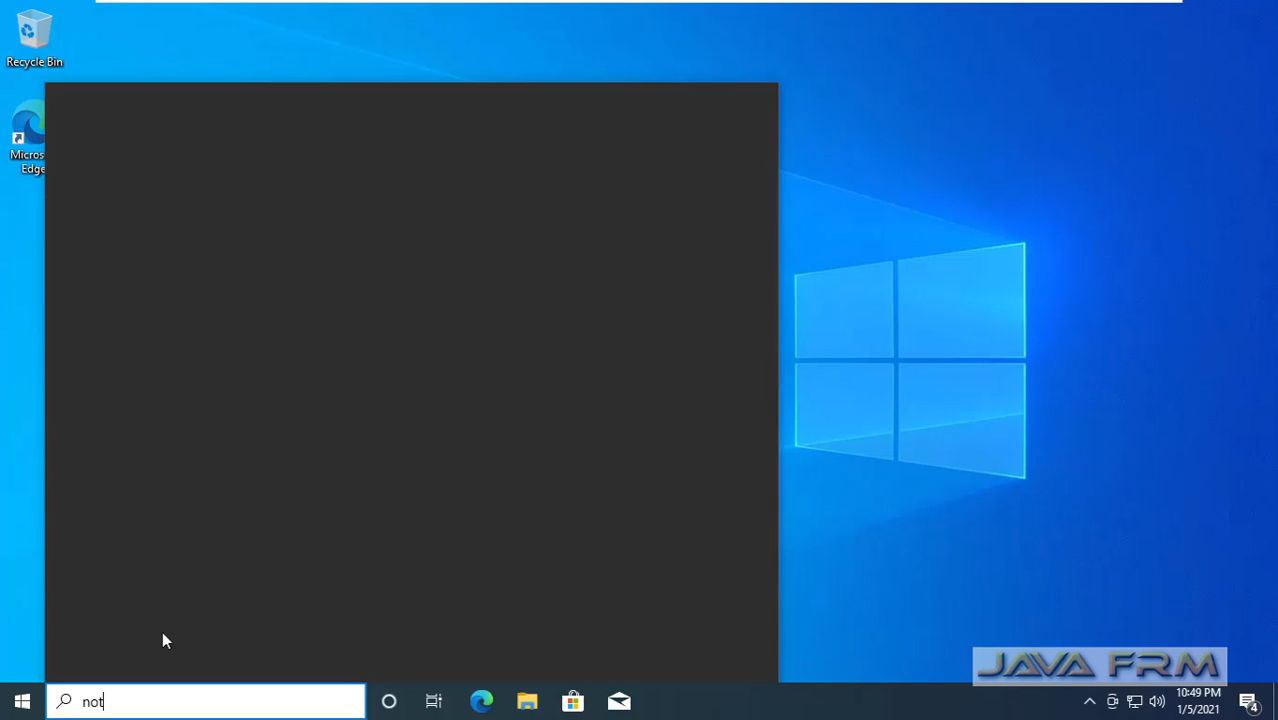 Recycle Bin
Micros
Edge
not
JAVA FRM
10:49 PM
1/5/2021
4